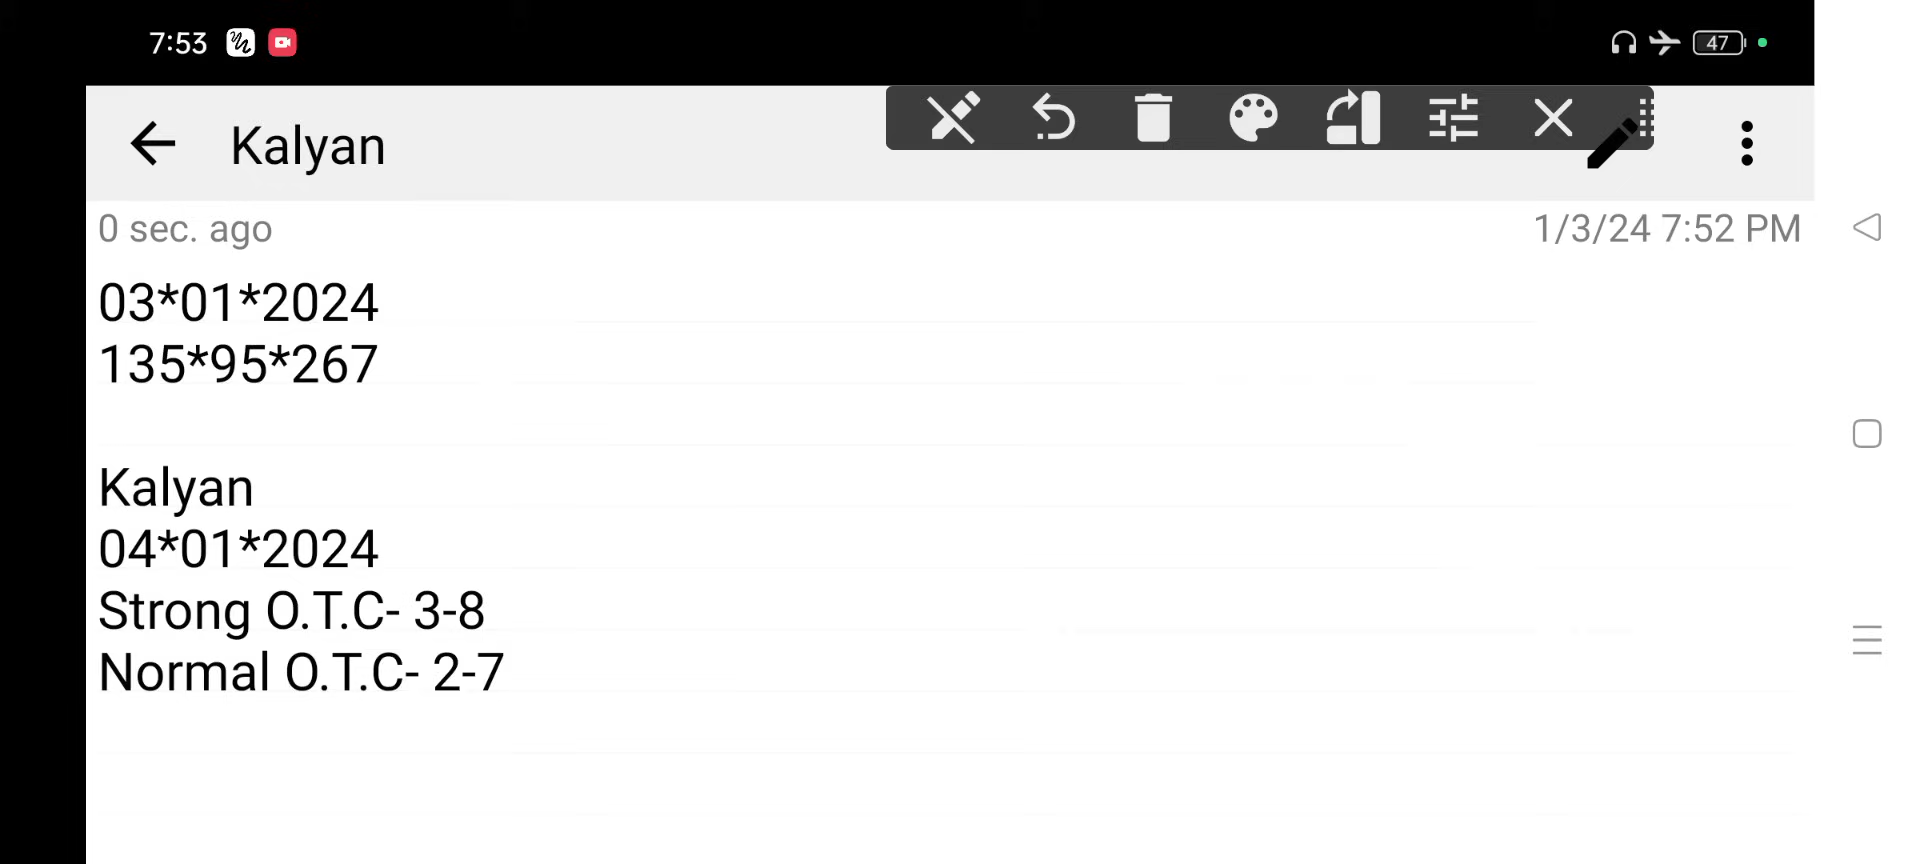 7:53
47
Kalyan
0 sec. ago
1/3/24 7:52 PM
03*01*2024
135*95*267
Kalyan
04*01*2024
Strong O.T.C- 3-8
Normal O.T.C- 2-7